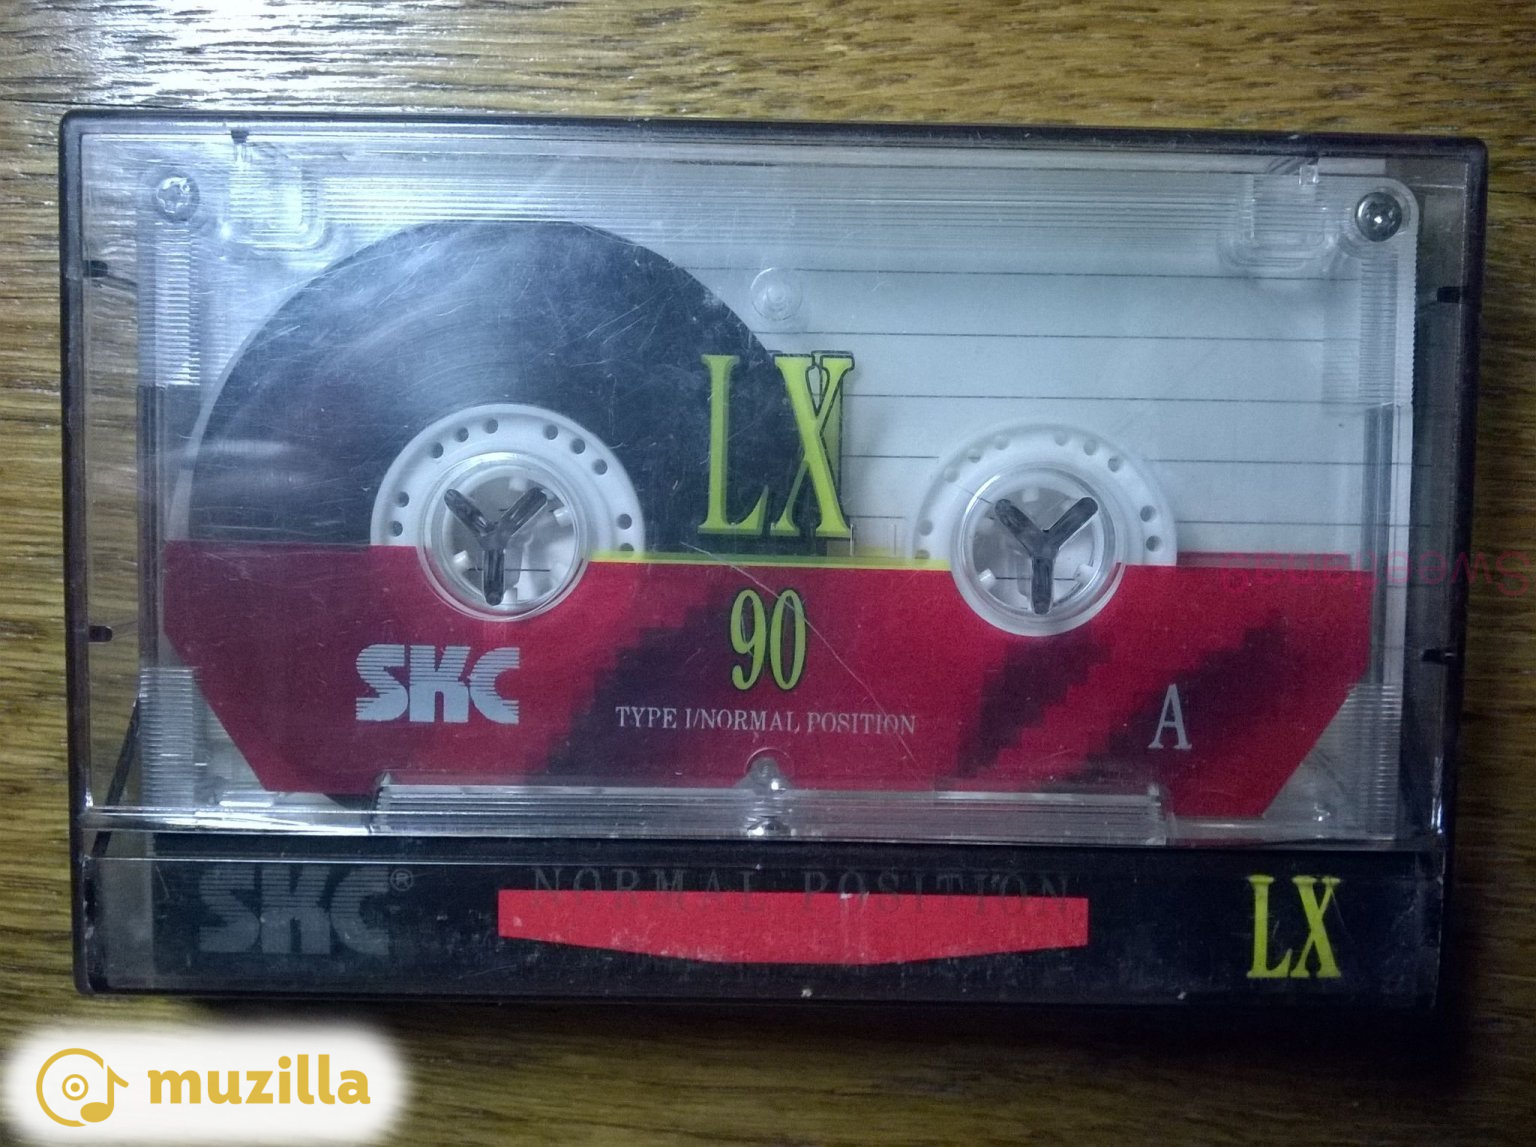 LX
90
SKC
TYPE I/NORMAL POSITION
A
SKC®
NORMAL POSITION
LX
muzilla